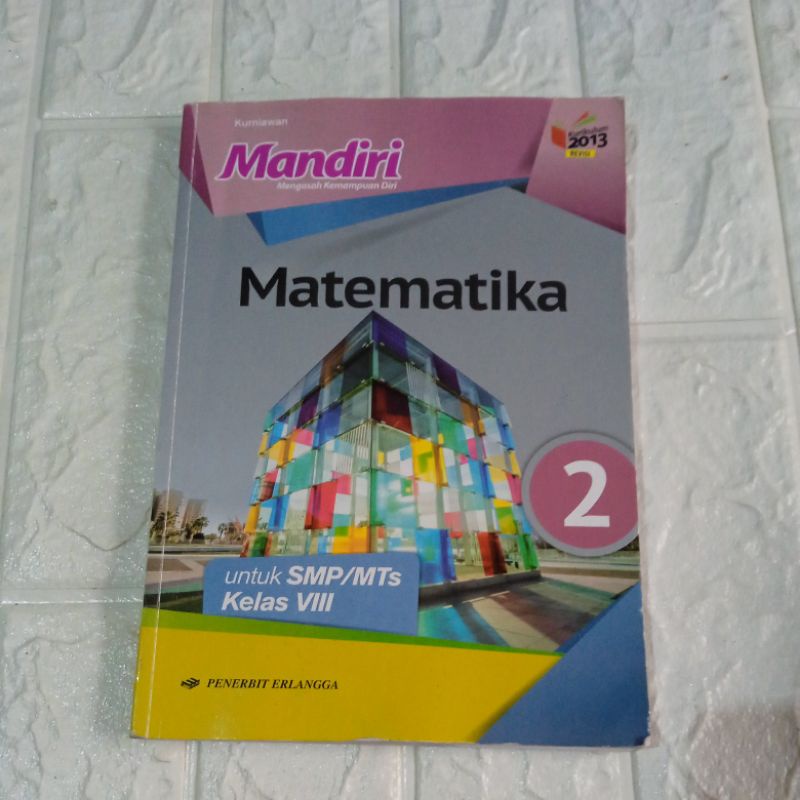 Kurniawan
Mandiri
Mengasah Kemampuan Diri
Kurikulum
2013
REVISI
Matematika
2
untuk SMP/MTs
Kelas VIII
PENERBIT ERLANGGA